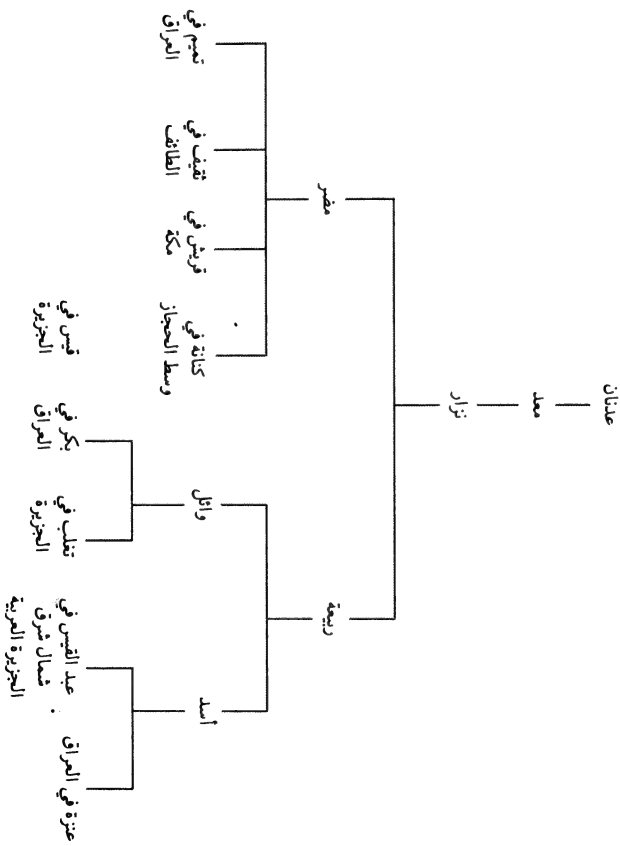 عدنان
معد
نزار
ربيعة
مضر
أسد
وائل
كنانة في
وسط الحجاز
قريش في
مكة
ثقيف في
الطائف
تميم في
العراق
عنزة في العراق
عبد القيس في
شمال شرق
الجزيرة العربية
تغلب في
الجزيرة
بكر في
العراق
قيس في
الجزيرة